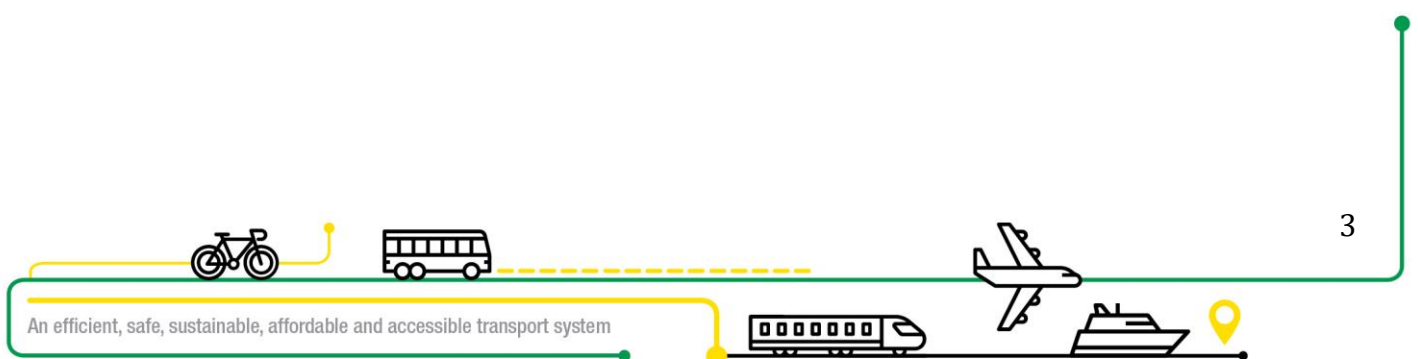 3
An efficient, safe, sustainable, affordable and accessible transport system